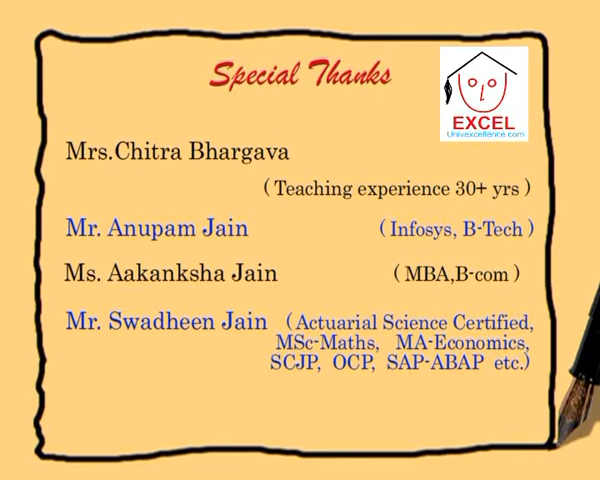 Special Thanks
EXCEL
Univexcellence.com
Mrs.Chitra Bhargava
( Teaching experience 30+ yrs )
Mr. Anupam Jain ( Infosys, B-Tech )
Ms. Aakanksha Jain ( MBA,B-com )
Mr. Swadheen Jain ( Actuarial Science Certified,
MSc-Maths, MA-Economics,
SCJP, OCP, SAP-ABAP etc.)